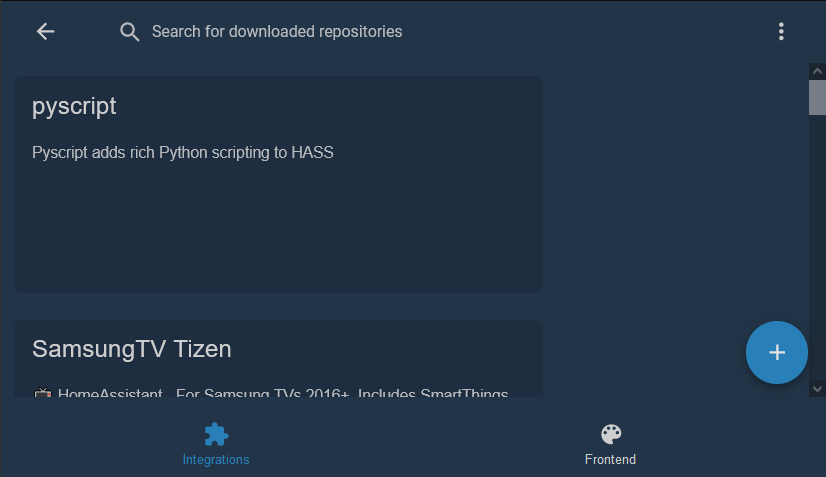 Search for downloaded repositories
pyscript
Pyscript adds rich Python scripting to HASS
SamsungTV Tizen
HomeAssistant - For Samsung TVs 2016+, Includes SmartThings
Integrations
Frontend